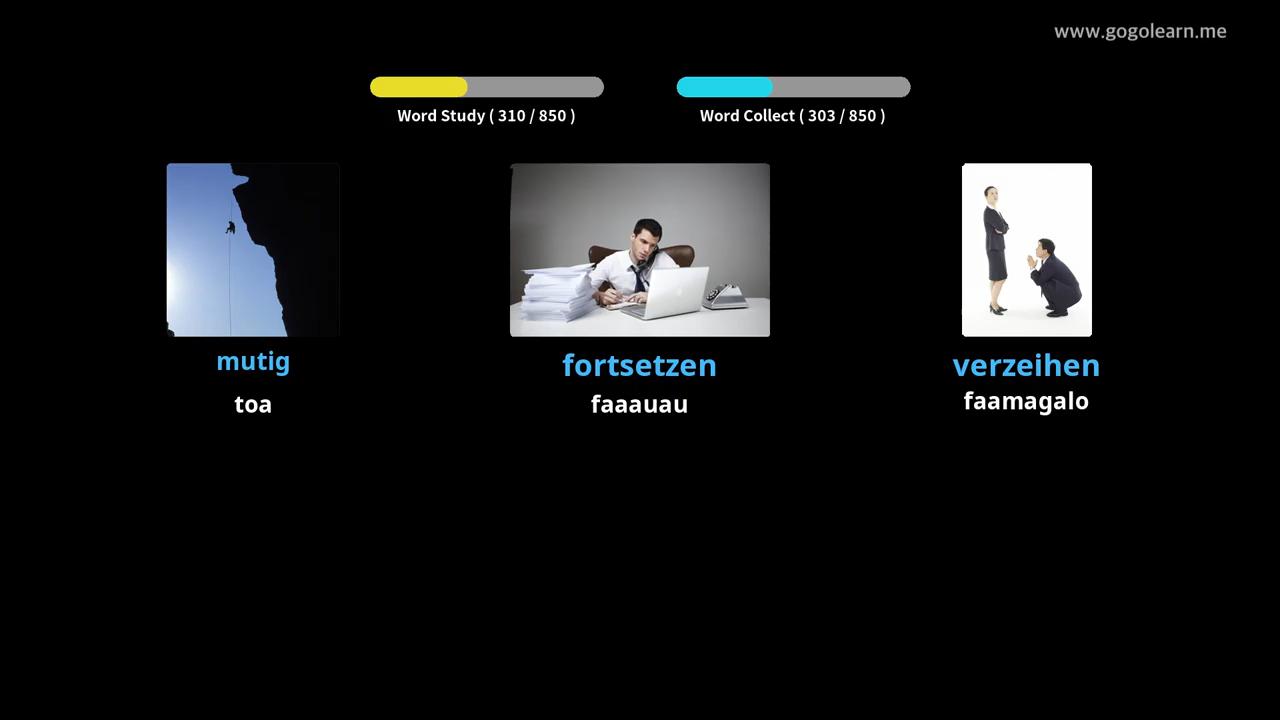 www.gogolearn.me
Word Study ( 310 / 850 )
Word Collect ( 303 / 850 )
mutig
fortsetzen
verzeihen
toa
faaauau
faamagalo